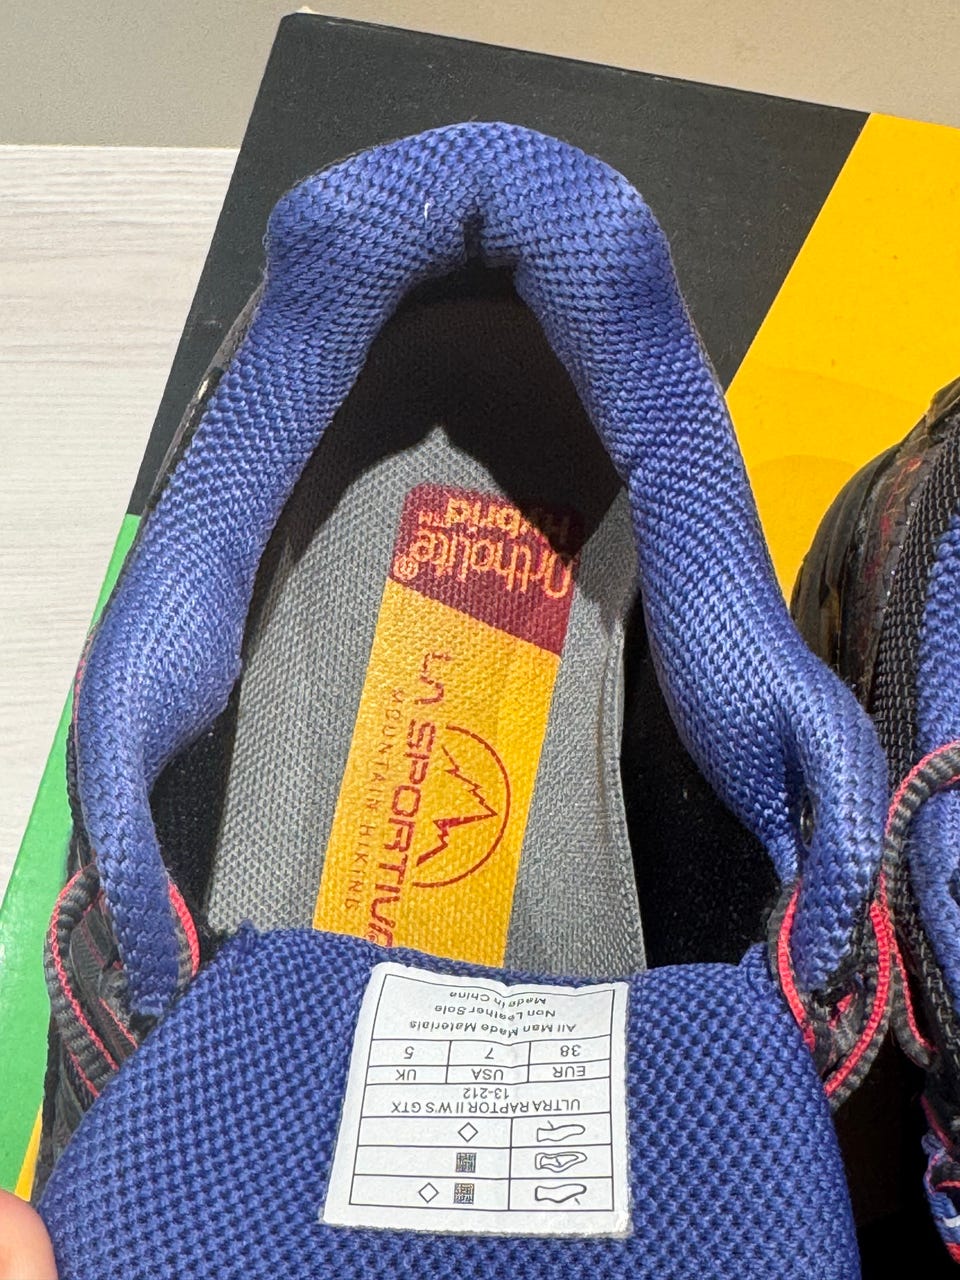 OrthoLite®
Hybrid™
LA SPORTIVA
MOUNTAIN HIKING
ULTRA RAPTOR II W'S GTX
13-212
EUR USA UK
38 7 5
All Man Made Materials
Non Leather Sole
Made in China